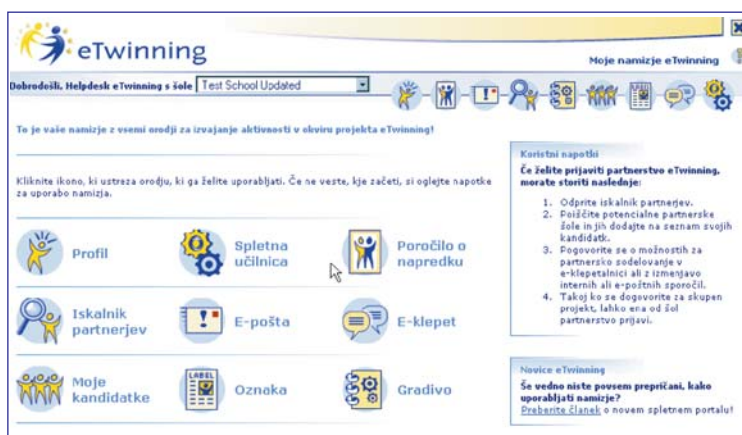 eTwinning
Moje namizje eTwinning
Dobrodošli, Helpdesk eTwinning s šole Test School Updated
To je vaše namizje z vsemi orodji za izvajanje aktivnosti v okviru projekta eTwinning!
Kliknite ikono, ki ustreza orodju, ki ga želite uporabljati. Če ne veste, kje začeti, si oglejte napotke
za uporabo namizja.
Profil
Spletna
učilnica
Poročilo o
napredku
Iskalnik
partnerjev
E-pošta
E-klepet
Moje
kandidatke
LABEL
Oznaka
Gradivo
Koristni napotki
Če želite prijaviti partnerstvo eTwinning,
morate storiti naslednje:
1. Odprite iskalnik partnerjev.
2. Poiščite potencialne partnerske
šole in jih dodajte na seznam svojih
kandidatk.
3. Pogovorite se o možnostih za
partnersko sodelovanje v
e-klepetalnici ali z izmenjavo
internih ali e-poštnih sporočil.
4. Takoj ko se dogovorite za skupen
projekt, lahko ena od šol
partnerstvo prijavi.
Novice eTwinning
Še vedno niste povsem prepričani, kako
uporabljati namizje?
Preberite članek o novem spletnem portalu!